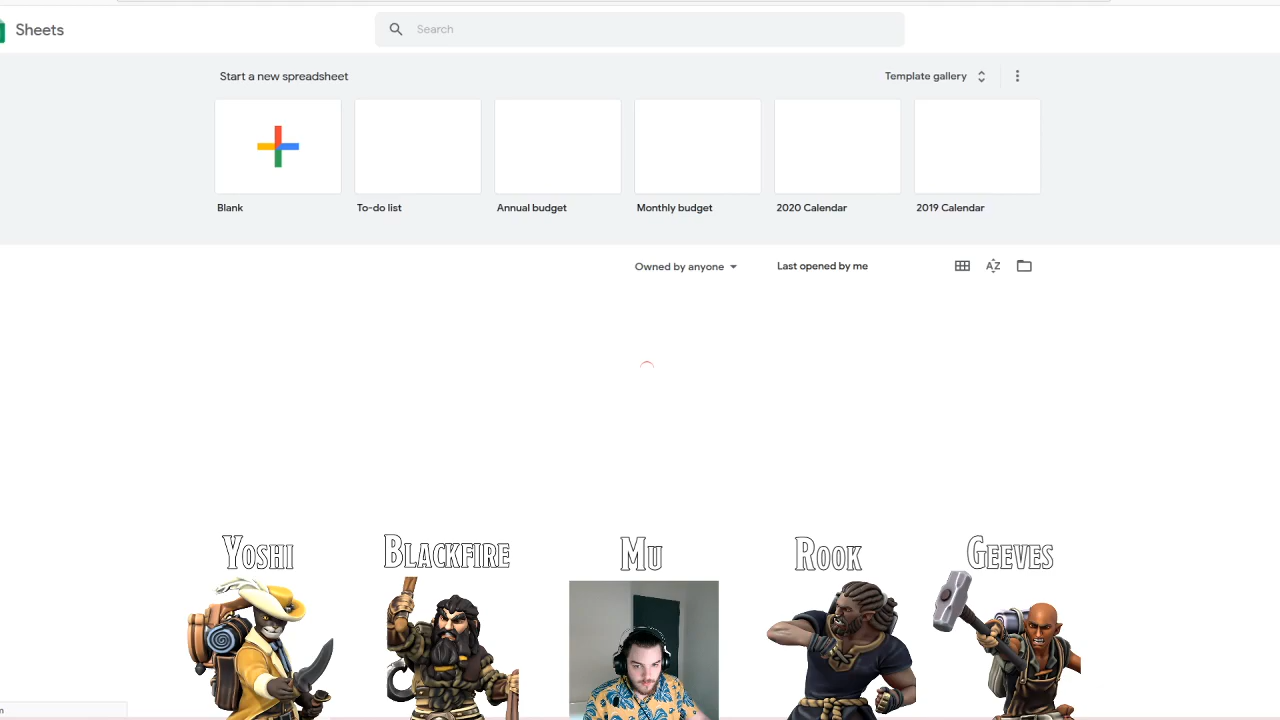 Sheets
Search
Start a new spreadsheet
Template gallery
Blank
To-do list
Annual budget
Monthly budget
2020 Calendar
2019 Calendar
Owned by anyone
Last opened by me
AZ
Yoshi
Blackfire
Mu
Rook
Geeves